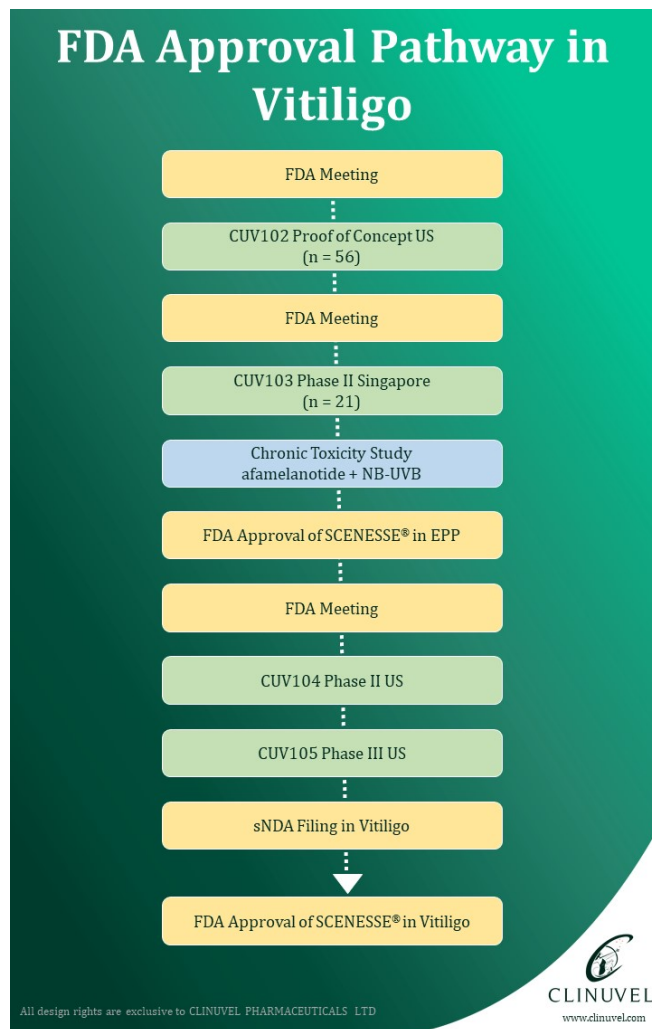 FDA Approval Pathway in
Vitiligo
FDA Meeting
CUV102 Proof of Concept US
(n = 56)
FDA Meeting
CUV103 Phase II Singapore
(n = 21)
Chronic Toxicity Study
afamelanotide + NB-UVB
FDA Approval of SCENESSE® in EPP
FDA Meeting
CUV104 Phase II US
CUV105 Phase III US
sNDA Filing in Vitiligo
FDA Approval of SCENESSE® in Vitiligo
CLINUVEL
All design rights are exclusive to CLINUVEL PHARMACEUTICALS LTD
www.clinuvel.com